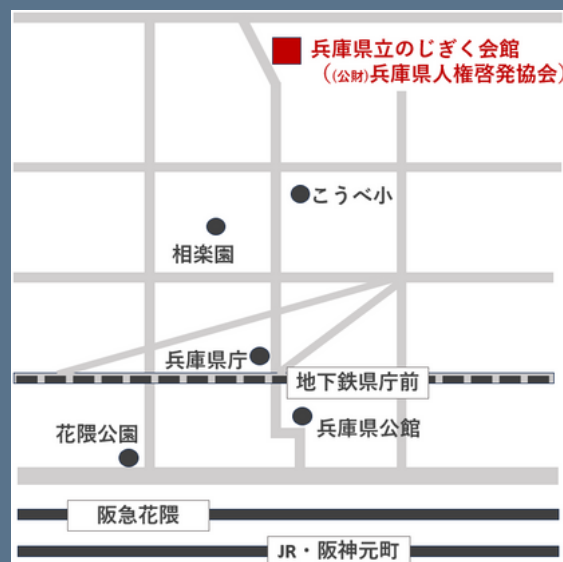 兵庫県立のじぎく会館
((公財)兵庫県人権啓発協会)
こうべ小
相楽園
兵庫県庁
地下鉄県庁前
兵庫県公館
花隈公園
阪急花隈
JR・阪神元町